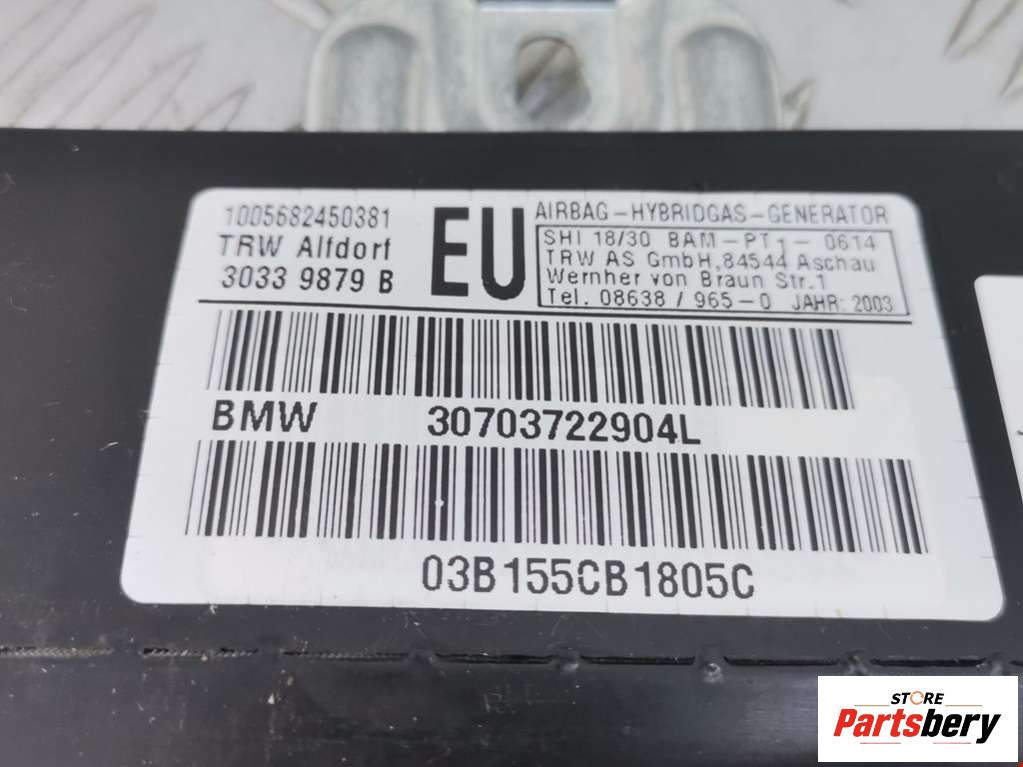 1005682450381
TRW Alfdorf
3033 9879 B
EU
AIRBAG-HYBRIDGAS-GENERATOR
SHI 18/30 BAM-PT1-0614
TRW AS GmbH,84544 Aschau
Wernher von Braun Str.1
Tel. 08638/965-0 JAHR: 2003
BMW 30703722904L
03B155CB1805C
STORE
Partsbery